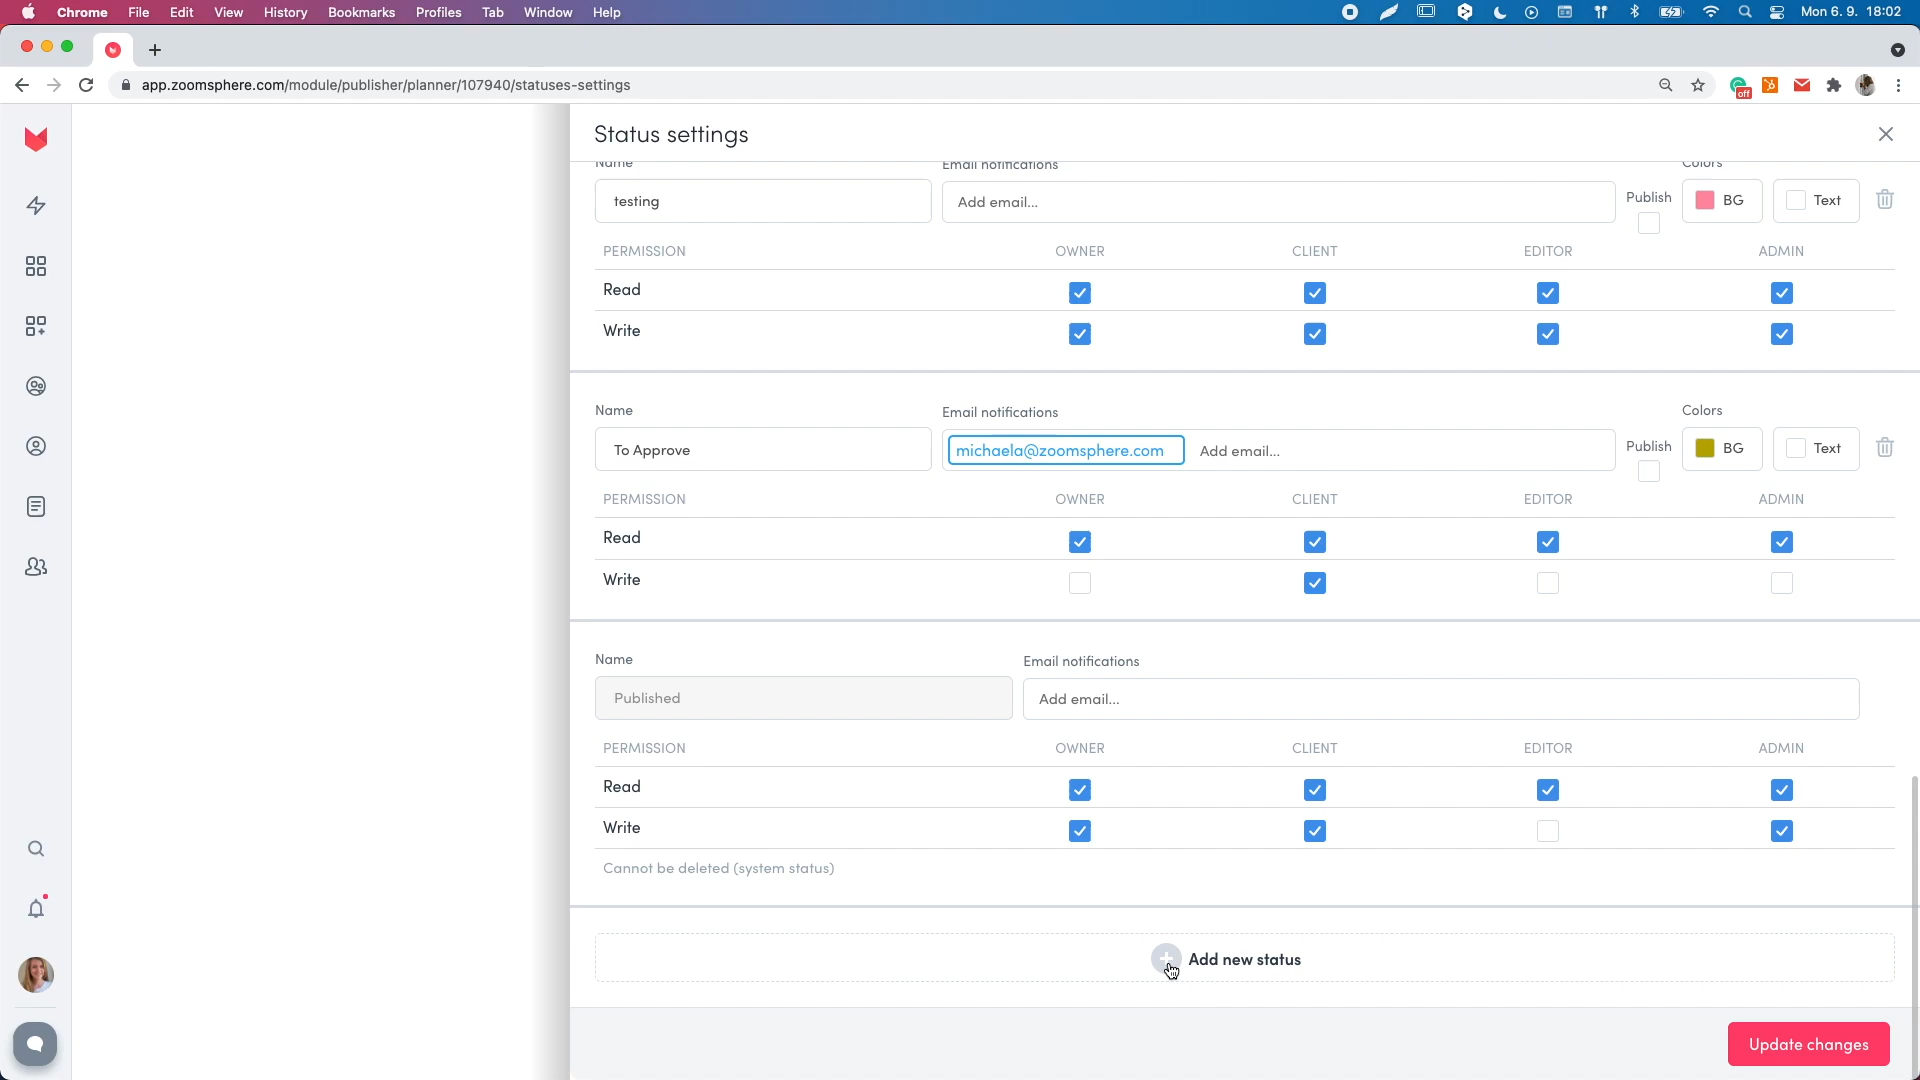 Chrome File Edit View History Bookmarks Profiles Tab Window Help Mon 6. 9. 18:02
app.zoomsphere.com/module/publisher/planner/107940/statuses-settings
off
Status settings
Name Email notifications Colors
testing Add email... Publish BG Text
PERMISSION OWNER CLIENT EDITOR ADMIN
Read
Write
Name Email notifications Colors
To Approve michaela@zoomsphere.com Add email... Publish BG Text
PERMISSION OWNER CLIENT EDITOR ADMIN
Read
Write
Name Email notifications
Published Add email...
PERMISSION OWNER CLIENT EDITOR ADMIN
Read
Write
Cannot be deleted (system status)
Add new status
Update changes